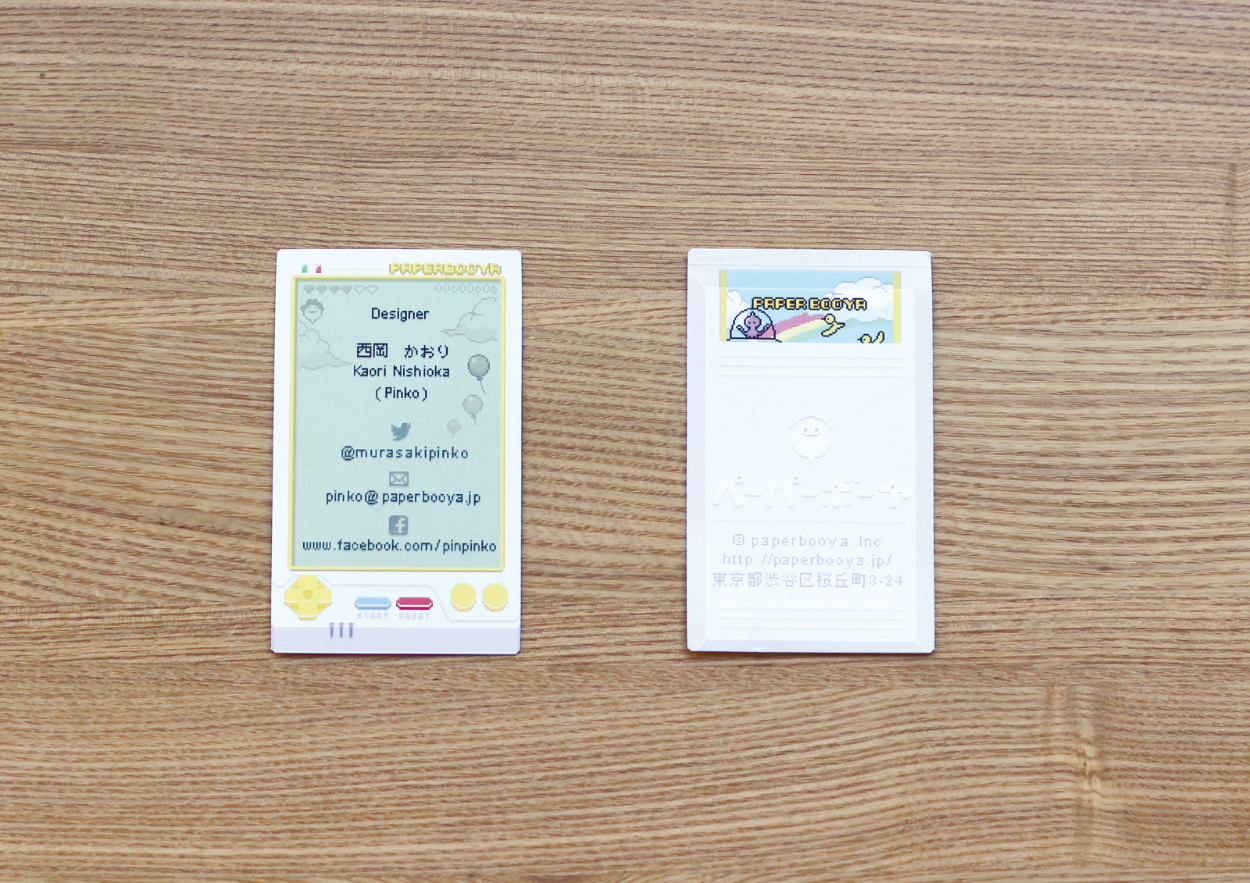 PAPERBOOYA
00600606
Designer
西岡 かおり
Kaori Nishioka
(Pinko)
@murasakipinko
pinko@paperbooya.jp
www.facebook.com/pinpinko
START
RESET
PAPER BOOYA
ペーパーボーヤ
© paperbooya.Inc
http://paperbooya.jp/
東京都渋谷区桜丘町3-24